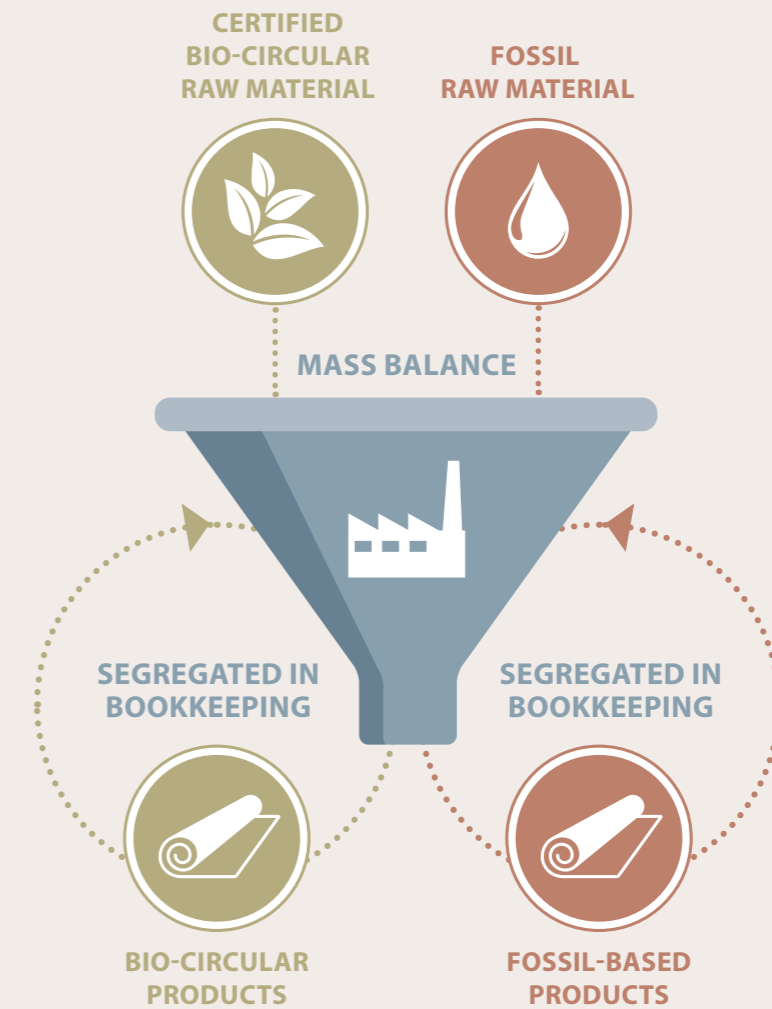 CERTIFIED
BIO-CIRCULAR
RAW MATERIAL
FOSSIL
RAW MATERIAL
MASS BALANCE
SEGREGATED IN
BOOKKEEPING
SEGREGATED IN
BOOKKEEPING
BIO-CIRCULAR
PRODUCTS
FOSSIL-BASED
PRODUCTS